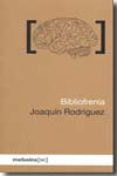 Bibliofrenia
Joaquín Rodríguez
melusina[sic]